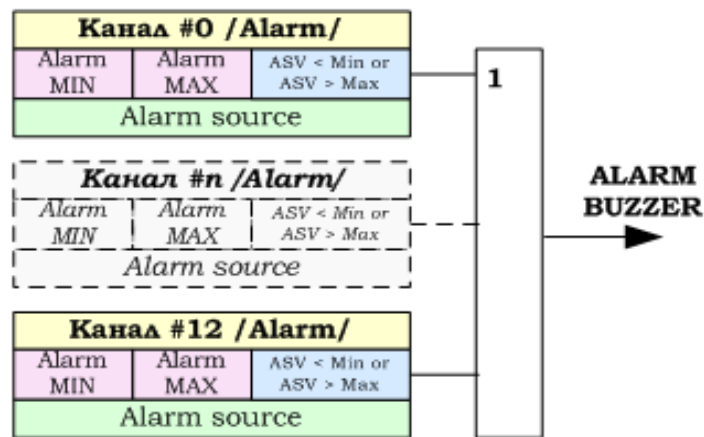 Канал #0 /Alarm/
Alarm MIN
Alarm MAX
ASV < Min or
ASV > Max
Alarm source
1
Канал #n /Alarm/
Alarm MIN
Alarm MAX
ASV < Min or
ASV > Max
Alarm source
ALARM
BUZZER
Канал #12 /Alarm/
Alarm MIN
Alarm MAX
ASV < Min or
ASV > Max
Alarm source